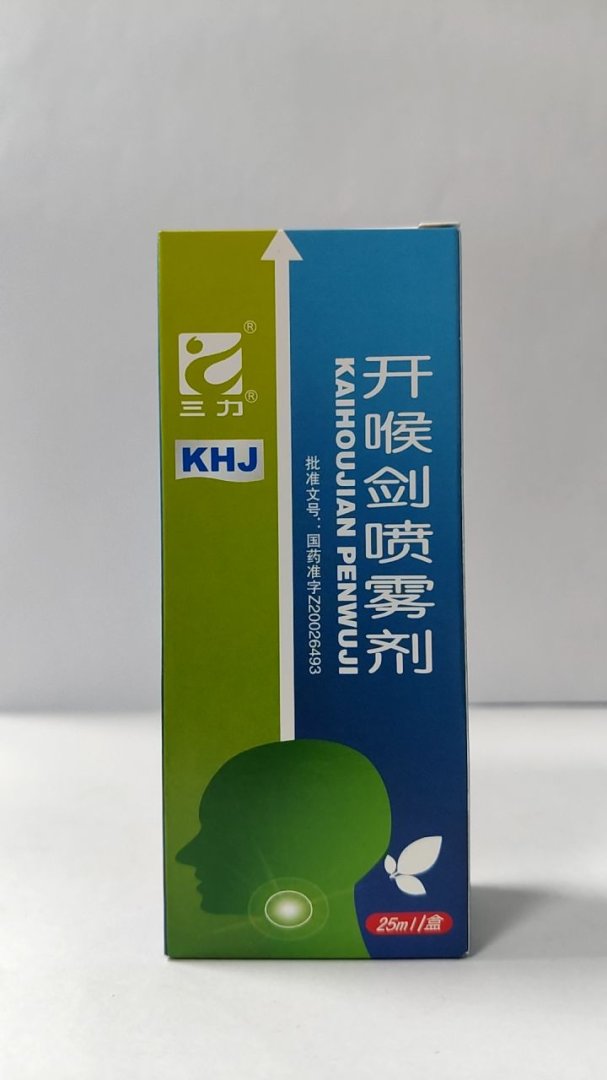 ®
三力®
KHJ
开喉剑喷雾剂
KAIHOUJIAN PENWUJI
批准文号：国药准字Z20026493
25ml/盒